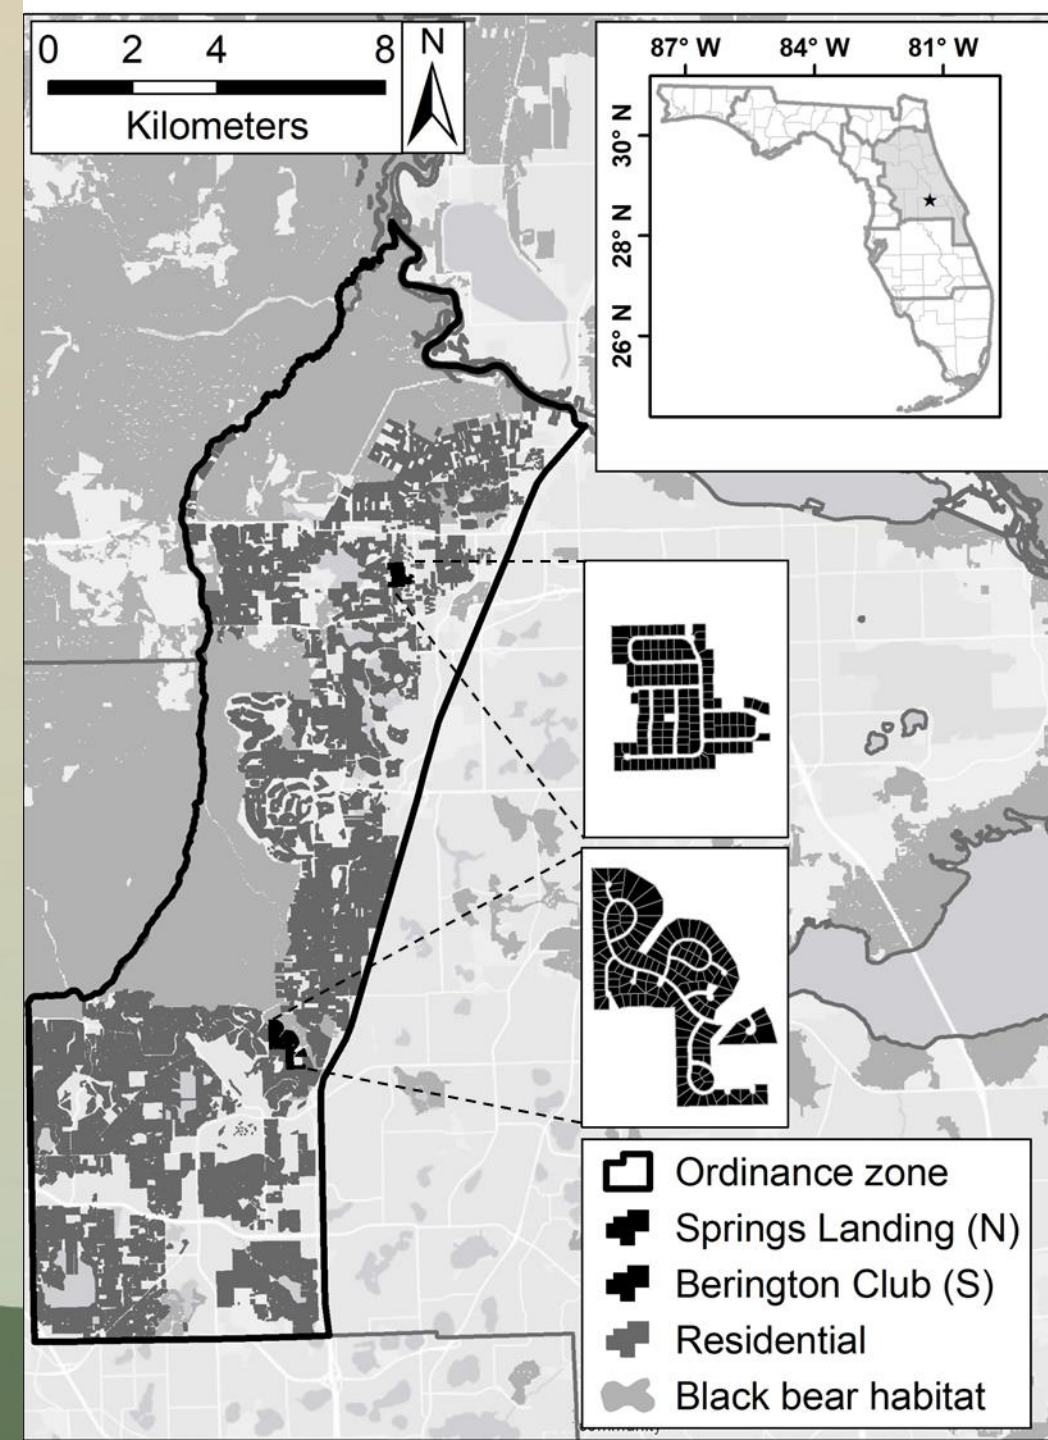 0 2 4 8
Kilometers
N
87° W 84° W 81° W
30° N
28° N
26° N
Ordinance zone
Springs Landing (N)
Berington Club (S)
Residential
Black bear habitat